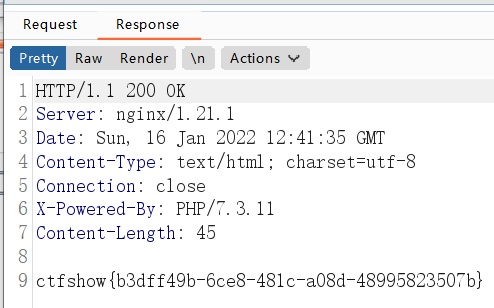 Request Response
Pretty Raw Render \n Actions
1 HTTP/1.1 200 OK
2 Server: nginx/1.21.1
3 Date: Sun, 16 Jan 2022 12:41:35 GMT
4 Content-Type: text/html; charset=utf-8
5 Connection: close
6 X-Powered-By: PHP/7.3.11
7 Content-Length: 45
8
9 ctfshow{b3dff49b-6ce8-481c-a08d-48995823507b}